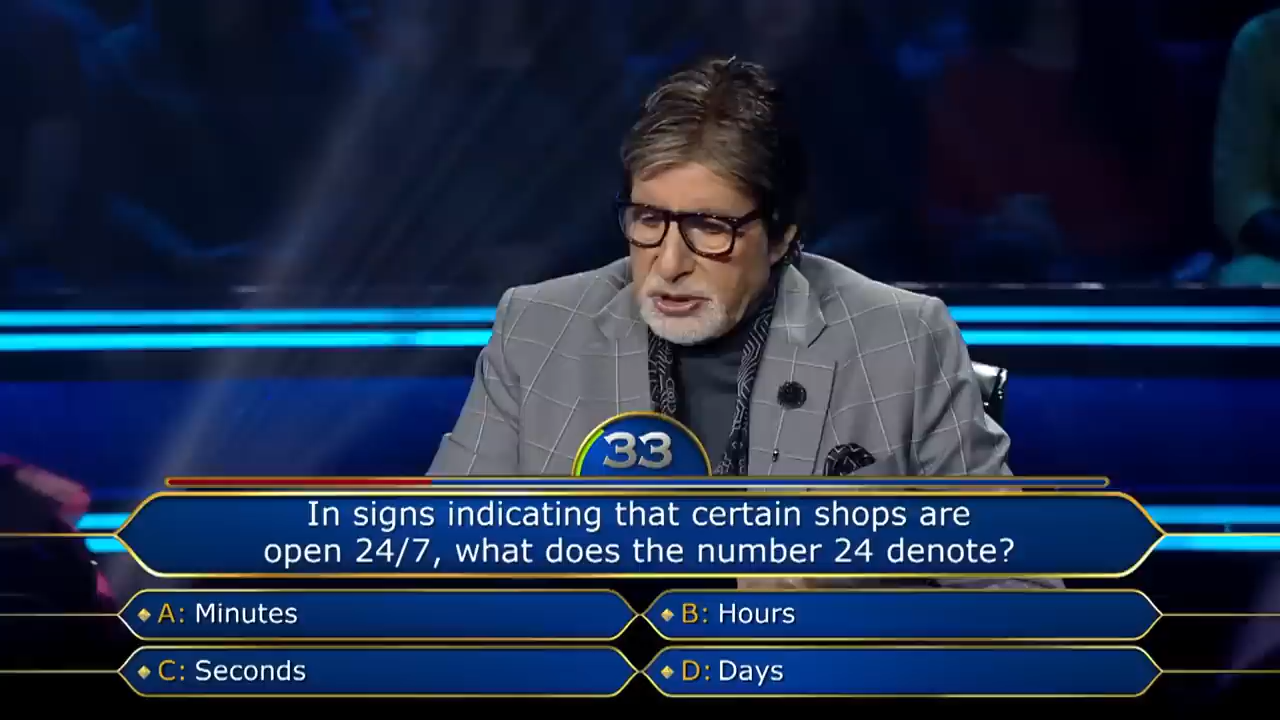 33
In signs indicating that certain shops are
open 24/7, what does the number 24 denote?
A: Minutes
B: Hours
C: Seconds
D: Days